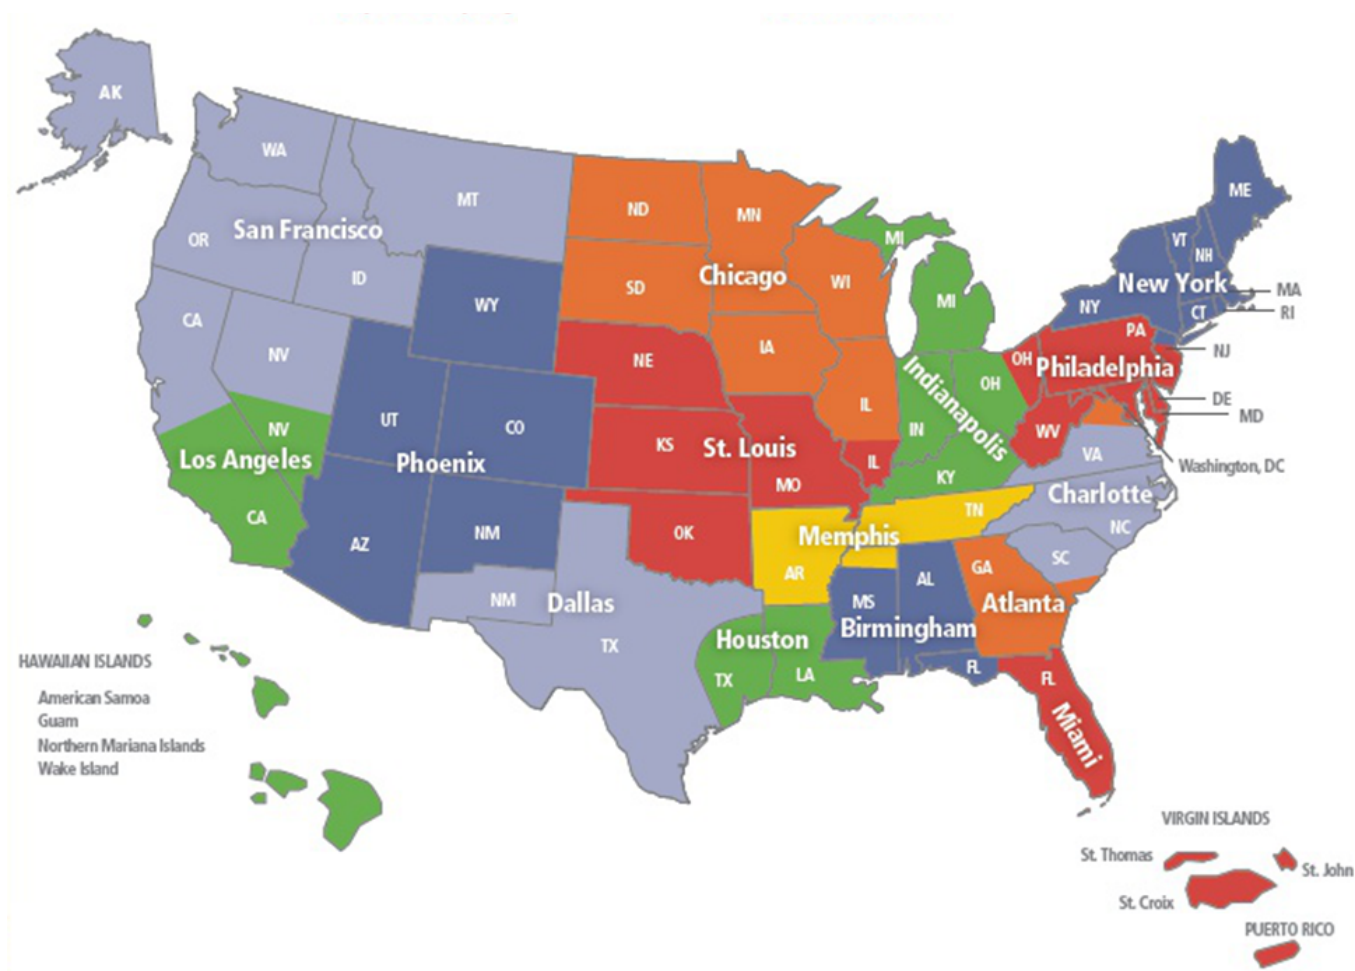 AK
WA
MT
OR
San Francisco
ID
CA
NV
WY
ND
MN
SD
Chicago
WI
IA
IL
MI
MI
ME
VT
NH
New York
NY
MA
CT
RI
PA
NJ
OH
Philadelphia
DE
MD
WV
Washington, DC
NE
KS
St. Louis
MO
IL
OK
Indianapolis
OH
IN
KY
NV
Los Angeles
CA
UT
CO
Phoenix
AZ
NM
NM
Dallas
TX
Houston
TX
LA
TN
Memphis
AR
MS
AL
Birmingham
FL
GA
Atlanta
VA
Charlotte
NC
SC
FL
Miami
HAWAIIAN ISLANDS
American Samoa
Guam
Northern Mariana Islands
Wake Island
VIRGIN ISLANDS
St. Thomas
St. John
St. Croix
PUERTO RICO